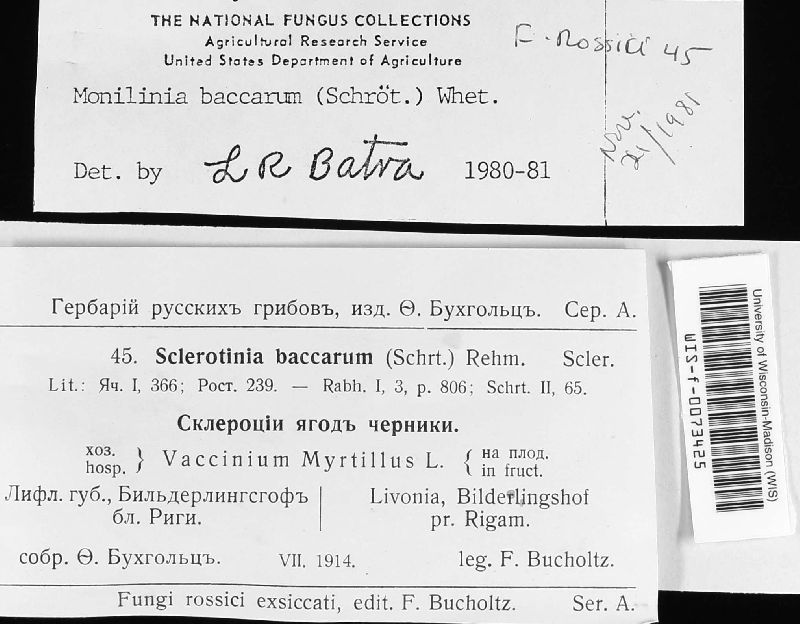 THE NATIONAL FUNGUS COLLECTIONS
Agricultural Research Service
United States Department of Agriculture
F. Rossici 45
Monilinia baccarum (Schröt.) Whet.
Nov. 21/1981
Det. by L R Batra 1980-81
Гербарій русскихъ грибовъ, изд. Ѳ. Бухгольцъ. Сер. А.
45. Sclerotinia baccarum (Schrt.) Rehm. Scler.
Lit.: Яч. I, 366; Рост. 239. — Rabh. I, 3, p. 806; Schrt. II, 65.
Склероціи ягодъ черники.
хоз. } Vaccinium Myrtillus L. { на плод.
hosp. in fruct.
Лифл. губ., Бильдерлингсгофъ | Livonia, Bilderlingshof
бл. Риги. pr. Rigam.
собр. Ѳ. Бухгольцъ. VII. 1914. leg. F. Bucholtz.
Fungi rossici exsiccati, edit. F. Bucholtz. Ser. A.
University of Wisconsin-Madison (WIS)
WIS-f-0073425